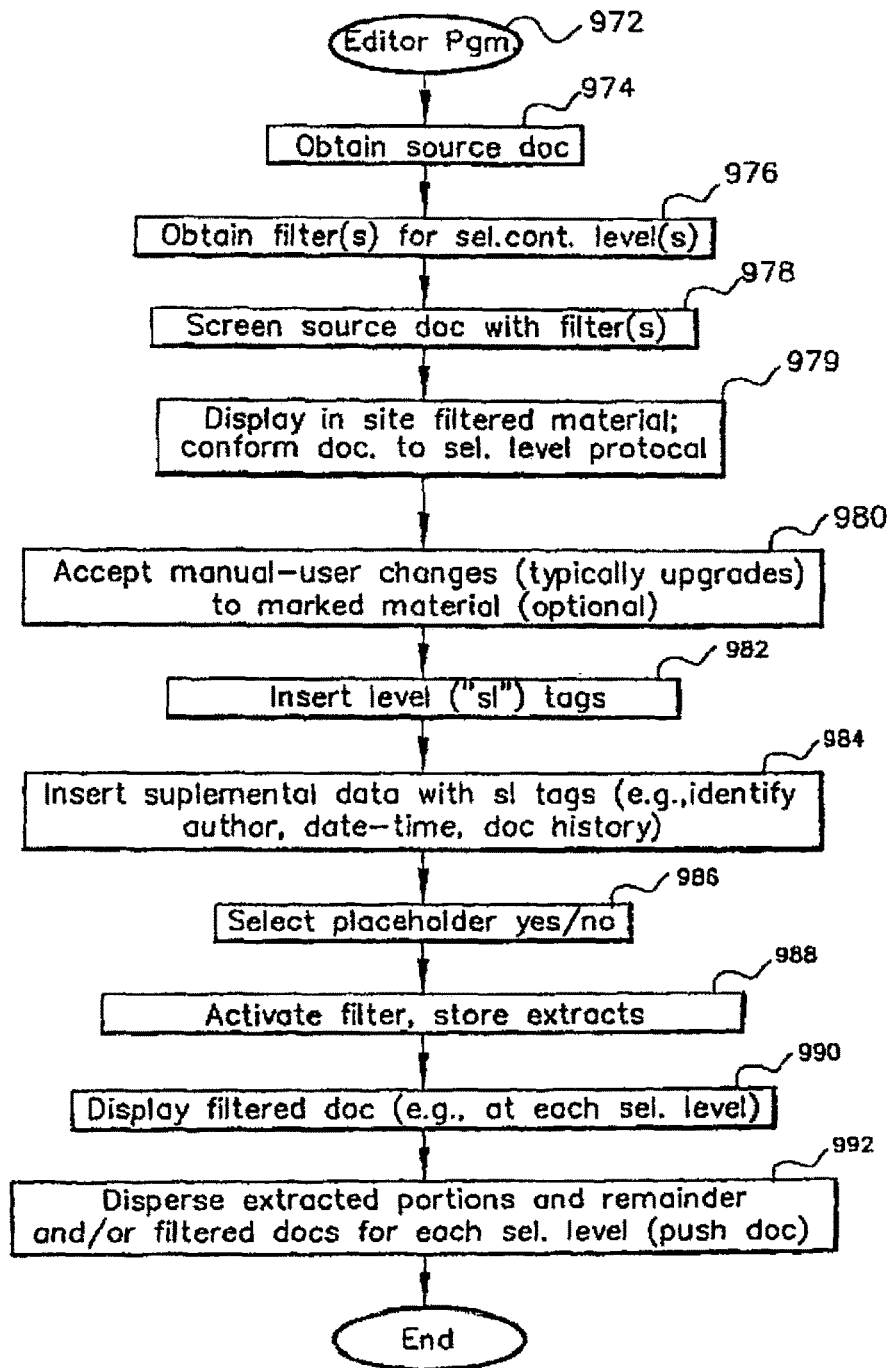 Editor Pgm.
972
974
Obtain source doc
976
Obtain filter(s) for sel.cont. level(s)
978
Screen source doc with filter(s)
979
Display in site filtered material;
conform doc. to sel. level protocal
980
Accept manual-user changes (typically upgrades)
to marked material (optional)
982
Insert level ("sl") tags
984
Insert suplemental data with sl tags (e.g.,identify
author, date-time, doc history)
986
Select placeholder yes/no
988
Activate filter, store extracts
990
Display filtered doc (e.g., at each sel. level)
992
Disperse extracted portions and remainder
and/or filtered docs for each sel. level (push doc)
End